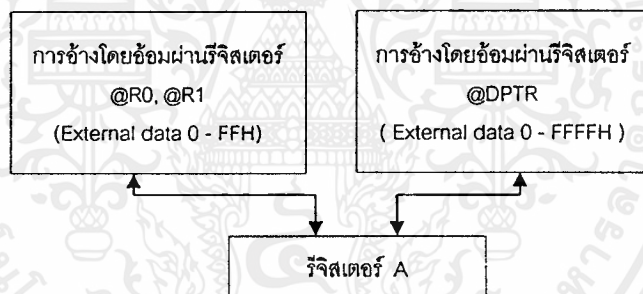 การอ้างโดยอ้อมผ่านรีจิสเตอร์
@R0, @R1
(External data 0 - FFH)
การอ้างโดยอ้อมผ่านรีจิสเตอร์
@DPTR
( External data 0 - FFFFH )
รีจิสเตอร์ A